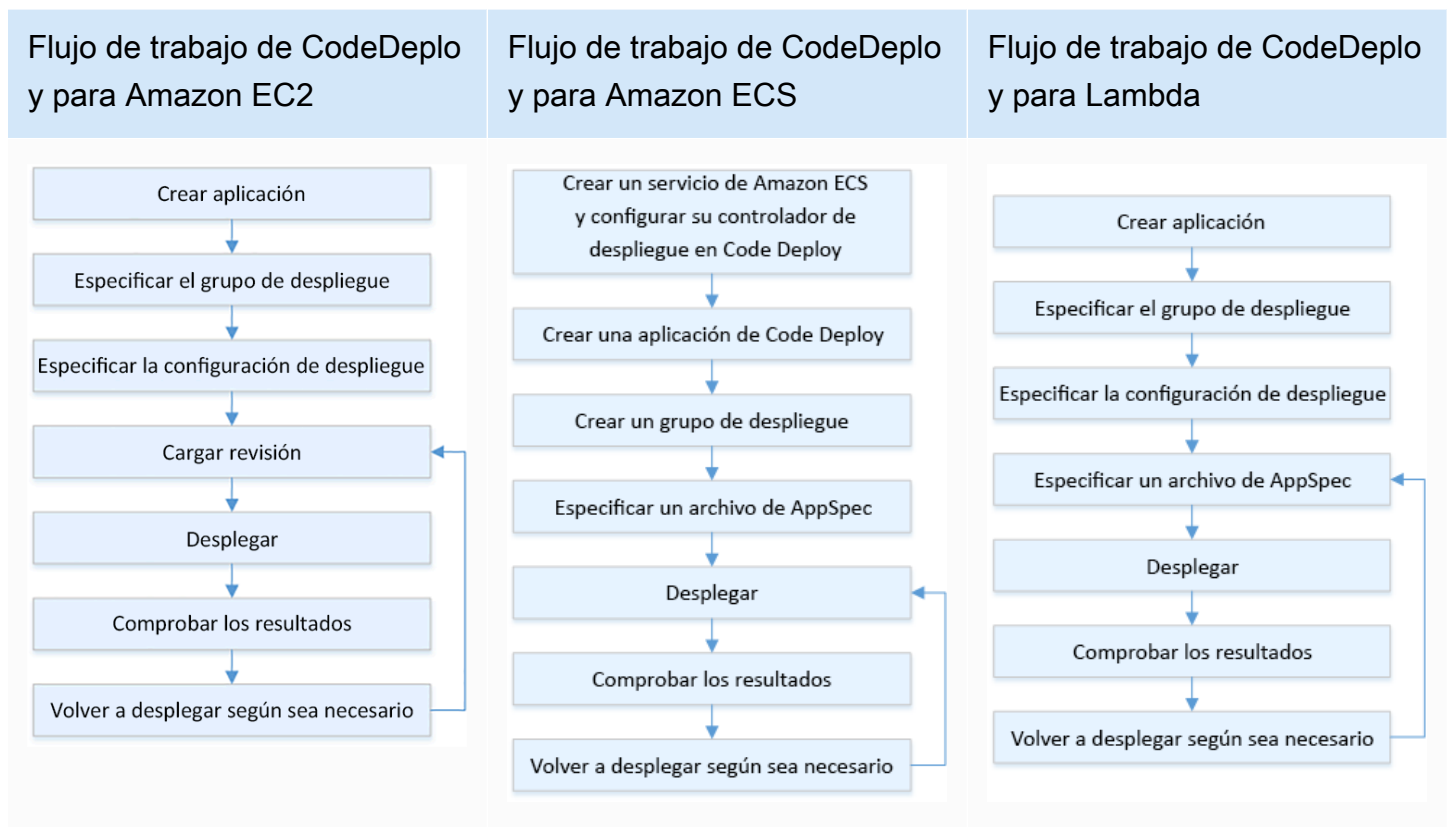 Flujo de trabajo de CodeDeplo
y para Amazon EC2
Flujo de trabajo de CodeDeplo
y para Amazon ECS
Flujo de trabajo de CodeDeplo
y para Lambda
Crear aplicación
Especificar el grupo de despliegue
Especificar la configuración de despliegue
Cargar revisión
Desplegar
Comprobar los resultados
Volver a desplegar según sea necesario
Crear un servicio de Amazon ECS
y configurar su controlador de
despliegue en Code Deploy
Crear una aplicación de Code Deploy
Crear un grupo de despliegue
Especificar un archivo de AppSpec
Desplegar
Comprobar los resultados
Volver a desplegar según sea necesario
Crear aplicación
Especificar el grupo de despliegue
Especificar la configuración de despliegue
Especificar un archivo de AppSpec
Desplegar
Comprobar los resultados
Volver a desplegar según sea necesario